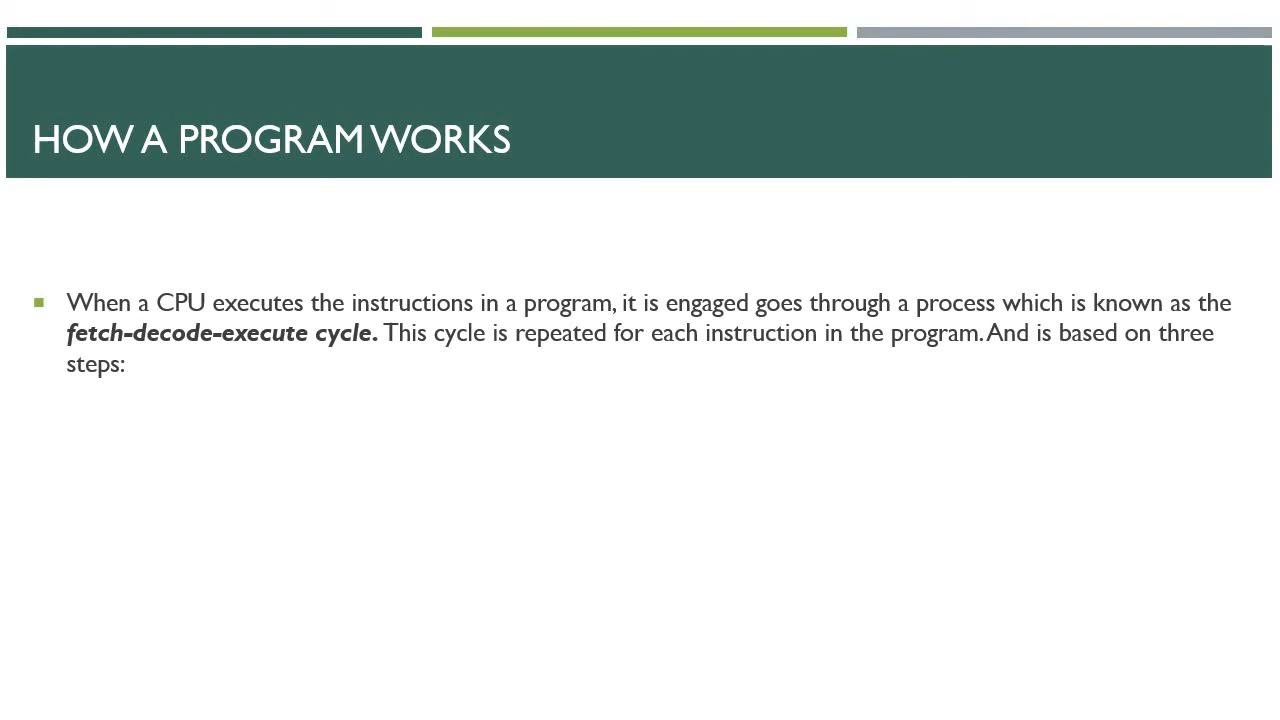 HOW A PROGRAM WORKS
When a CPU executes the instructions in a program, it is engaged goes through a process which is known as the
fetch-decode-execute cycle. This cycle is repeated for each instruction in the program. And is based on three
steps: